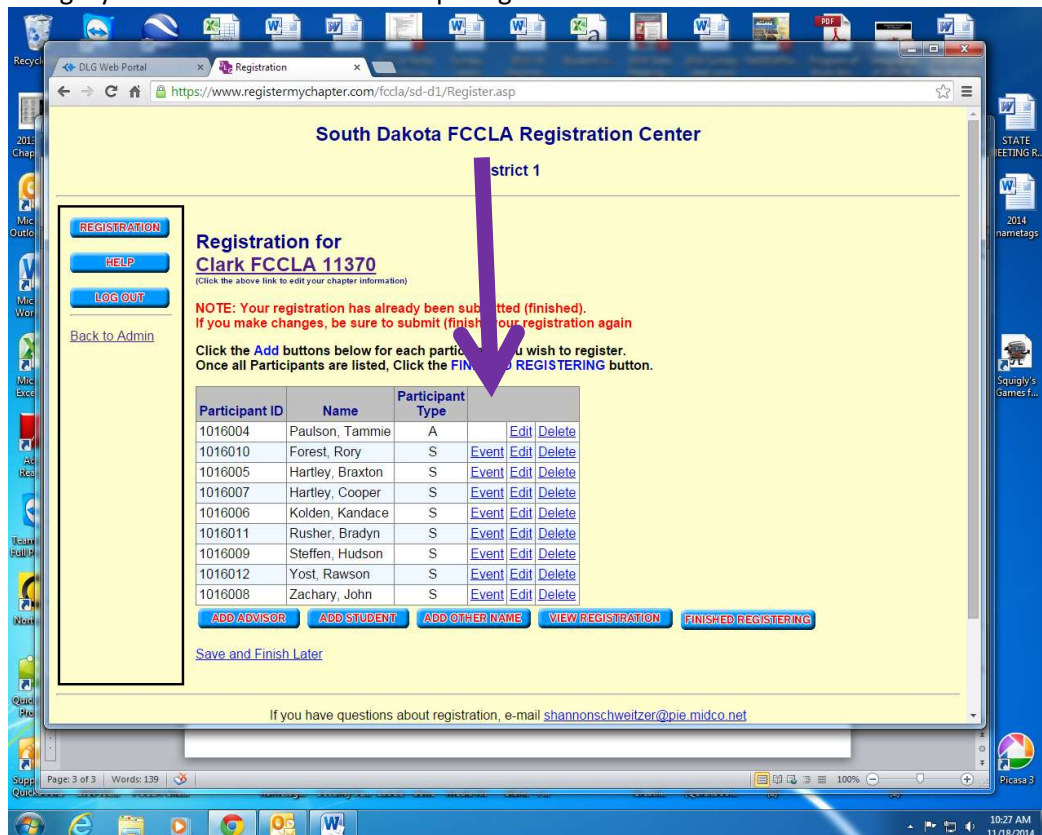 Recycl
DLG Web Portal
Registration
https://www.registermychapter.com/fccla/sd-d1/Register.asp
South Dakota FCCLA Registration Center
strict 1
REGISTRATION
HELP
LOG OUT
Back to Admin
Registration for
Clark FCCLA 11370
(Click the above link to edit your chapter information)
NOTE: Your registration has already been su tted (finished).
If you make changes, be sure to submit (finish your registration again
Click the Add buttons below for each partic u wish to register.
Once all Participants are listed, Click the FIN REGISTERING button.
Participant ID Name Participant Type
1016004 Paulson, Tammie A Edit Delete
1016010 Forest, Rory S Event Edit Delete
1016005 Hartley, Braxton S Event Edit Delete
1016007 Hartley, Cooper S Event Edit Delete
1016006 Kolden, Kandace S Event Edit Delete
1016011 Rusher, Bradyn S Event Edit Delete
1016009 Steffen, Hudson S Event Edit Delete
1016012 Yost, Rawson S Event Edit Delete
1016008 Zachary, John S Event Edit Delete
ADD ADVISOR ADD STUDENT ADD OTHER NAME VIEW REGISTRATION FINISHED REGISTERING
Save and Finish Later
If you have questions about registration, e-mail shannonschweitzer@pie.midco.net
STATE
EETING R...
2014
nametags
Squigly's
Games f...
Picasa 3
Page: 3 of 3 Words: 139
100%
10:27 AM
11/18/2014